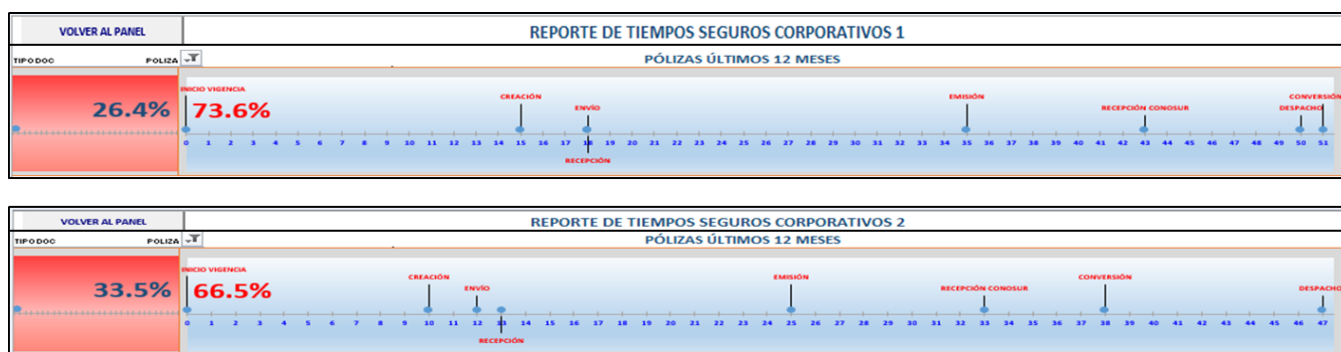 VOLVER AL PANEL REPORTE DE TIEMPOS SEGUROS CORPORATIVOS 1
TIPO DOC POLIZA PÓLIZAS ÚLTIMOS 12 MESES
INICIO VIGENCIA
CREACIÓN EMISIÓN CONVERSIÓN
26.4% 73.6% ENVÍO RECEPCIÓN CONOSUR DESPACHO
0 1 2 3 4 5 6 7 8 9 10 11 12 13 14 15 16 17 18 19 20 21 22 23 24 25 26 27 28 29 30 31 32 33 34 35 36 37 38 39 40 41 42 43 44 45 46 47 48 49 50 51
RECEPCIÓN
VOLVER AL PANEL REPORTE DE TIEMPOS SEGUROS CORPORATIVOS 2
TIPO DOC POLIZA PÓLIZAS ÚLTIMOS 12 MESES
INICIO VIGENCIA
CREACIÓN EMISIÓN CONVERSIÓN
33.5% 66.5% ENVÍO RECEPCIÓN CONOSUR DESPACHO
0 1 2 3 4 5 6 7 8 9 10 11 12 13 14 15 16 17 18 19 20 21 22 23 24 25 26 27 28 29 30 31 32 33 34 35 36 37 38 39 40 41 42 43 44 45 46 47
RECEPCIÓN